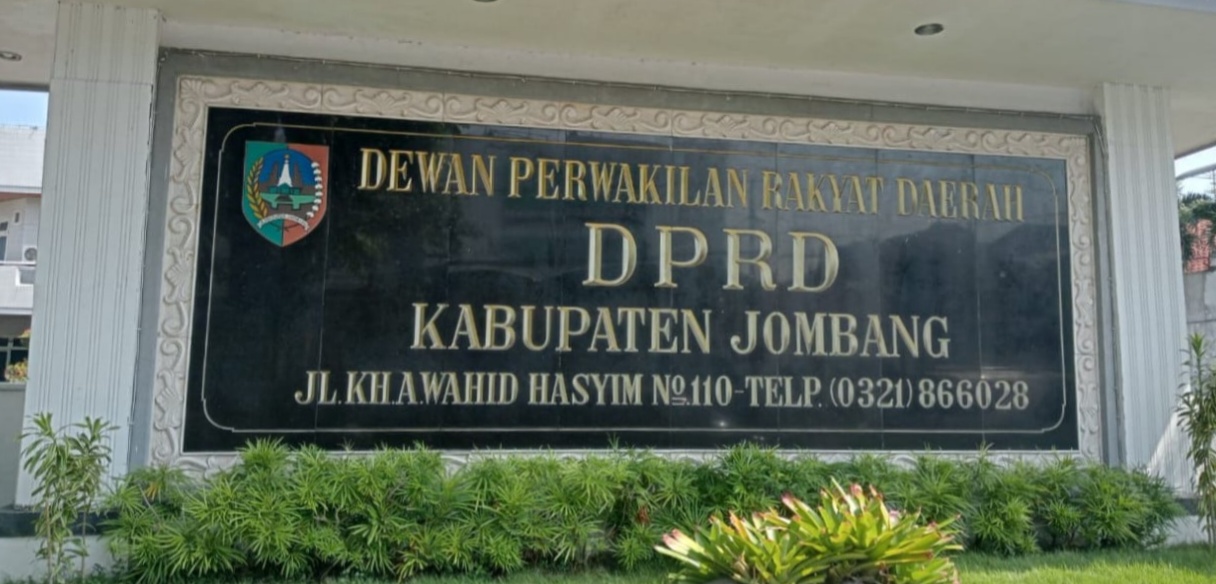 DEWAN PERWAKILAN RAKYAT DAERAH
DPRD
KABUPATEN JOMBANG
JL.KH.A.WAHID HASYIM Nº.110-TELP. (0321) 866028